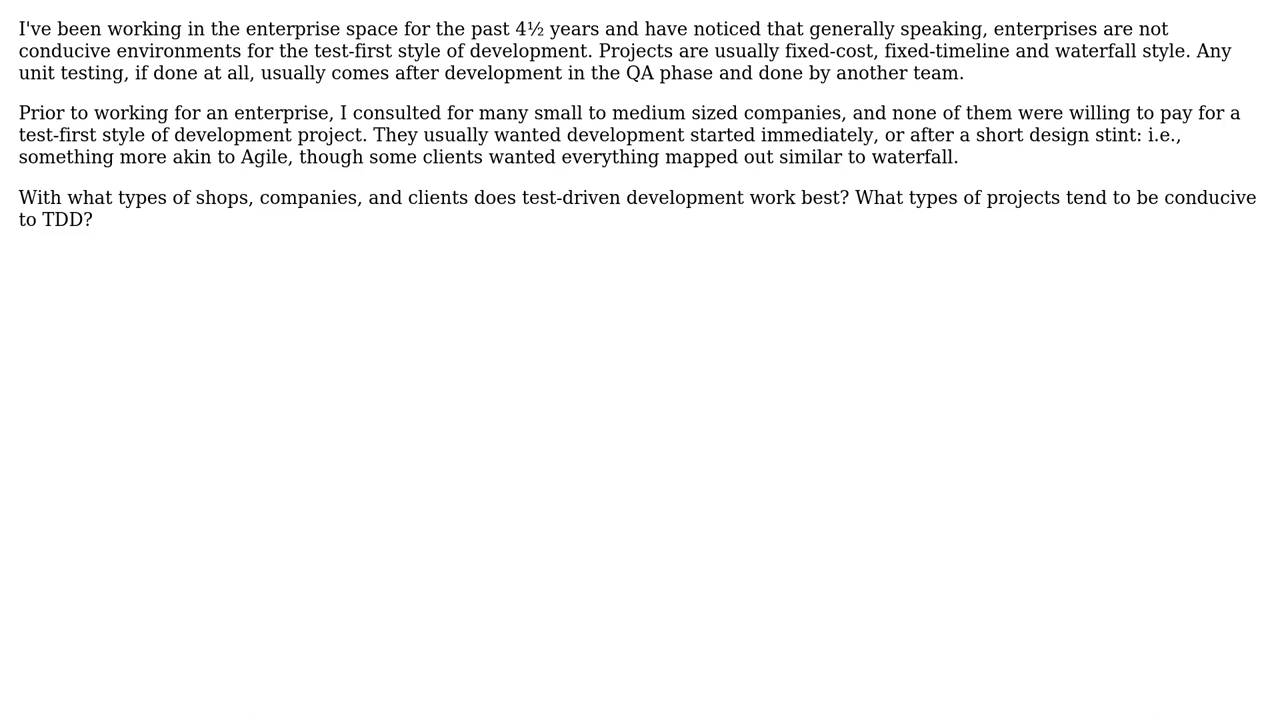 I've been working in the enterprise space for the past 4½ years and have noticed that generally speaking, enterprises are not
conducive environments for the test-first style of development. Projects are usually fixed-cost, fixed-timeline and waterfall style. Any
unit testing, if done at all, usually comes after development in the QA phase and done by another team.
Prior to working for an enterprise, I consulted for many small to medium sized companies, and none of them were willing to pay for a
test-first style of development project. They usually wanted development started immediately, or after a short design stint: i.e.,
something more akin to Agile, though some clients wanted everything mapped out similar to waterfall.
With what types of shops, companies, and clients does test-driven development work best? What types of projects tend to be conducive
to TDD?